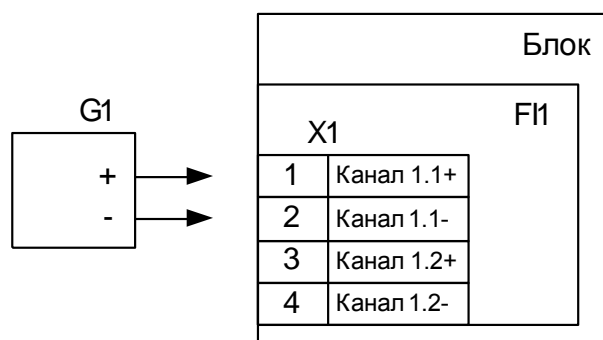 Блок
G1
FI1
X1
+
1 Канал 1.1+
-
2 Канал 1.1-
3 Канал 1.2+
4 Канал 1.2-